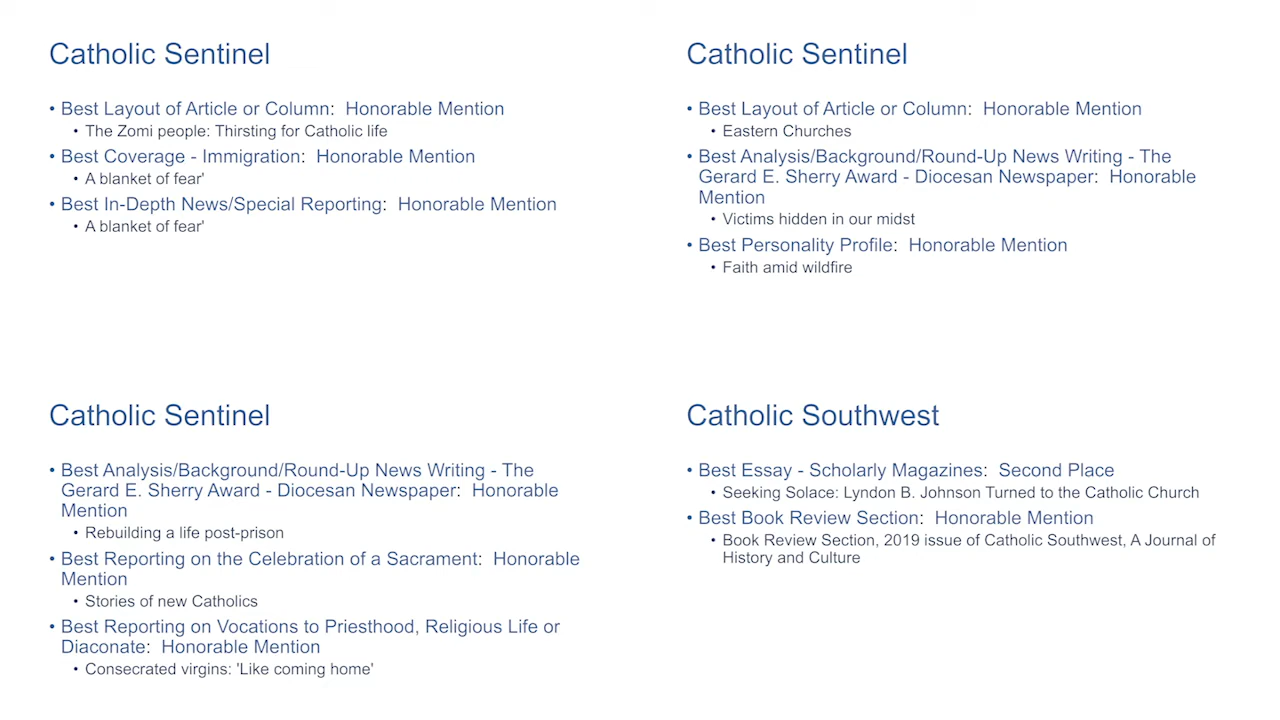 Catholic Sentinel
• Best Layout of Article or Column:  Honorable Mention
• The Zomi people: Thirsting for Catholic life
• Best Coverage - Immigration:  Honorable Mention
• A blanket of fear'
• Best In-Depth News/Special Reporting:  Honorable Mention
• A blanket of fear'
Catholic Sentinel
• Best Layout of Article or Column:  Honorable Mention
• Eastern Churches
• Best Analysis/Background/Round-Up News Writing - The
Gerard E. Sherry Award - Diocesan Newspaper:  Honorable
Mention
• Victims hidden in our midst
• Best Personality Profile:  Honorable Mention
• Faith amid wildfire
Catholic Sentinel
• Best Analysis/Background/Round-Up News Writing - The
Gerard E. Sherry Award - Diocesan Newspaper:  Honorable
Mention
• Rebuilding a life post-prison
• Best Reporting on the Celebration of a Sacrament:  Honorable
Mention
• Stories of new Catholics
• Best Reporting on Vocations to Priesthood, Religious Life or
Diaconate:  Honorable Mention
• Consecrated virgins: 'Like coming home'
Catholic Southwest
• Best Essay - Scholarly Magazines:  Second Place
• Seeking Solace: Lyndon B. Johnson Turned to the Catholic Church
• Best Book Review Section:  Honorable Mention
• Book Review Section, 2019 issue of Catholic Southwest, A Journal of
History and Culture